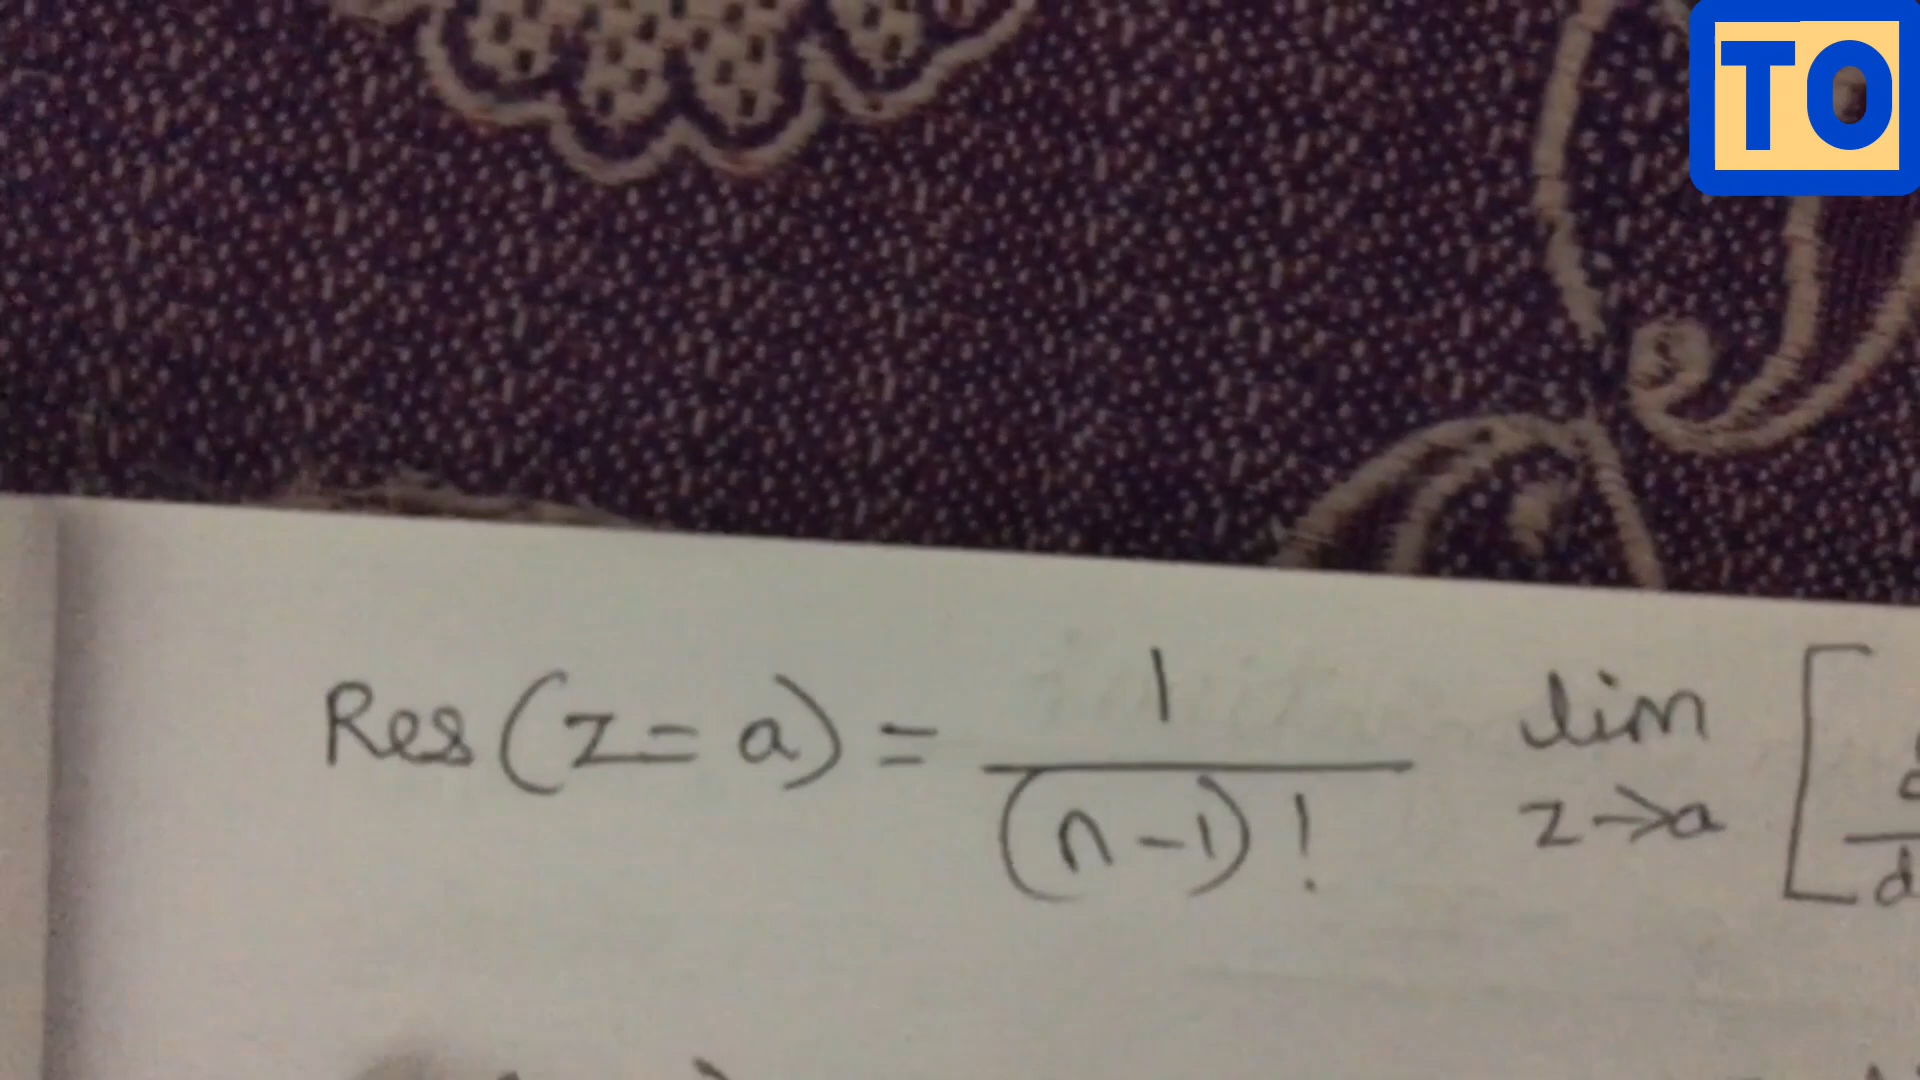 TO
Res(z=a) = 1/(n-1)! lim z→a [ d